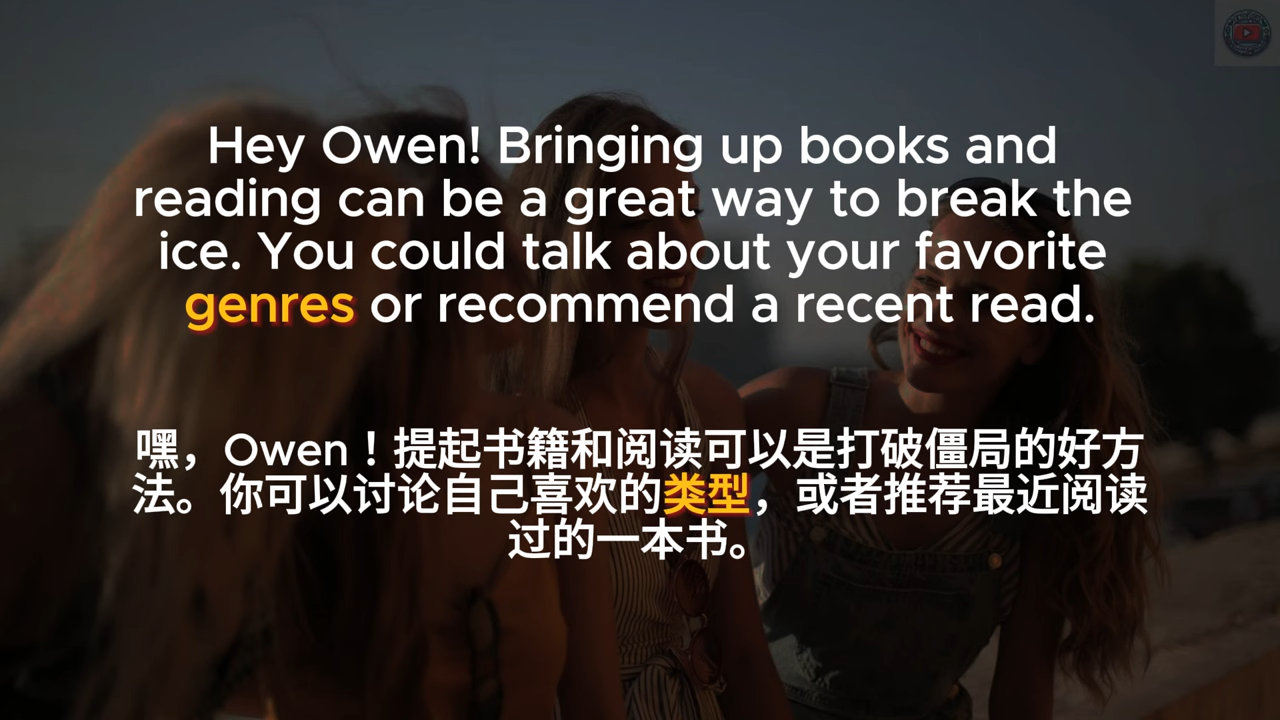 Hey Owen! Bringing up books and
reading can be a great way to break the
ice. You could talk about your favorite
genres or recommend a recent read.
嘿，Owen！提起书籍和阅读可以是打破僵局的好方
法。你可以讨论自己喜欢的类型，或者推荐最近阅读
过的一本书。